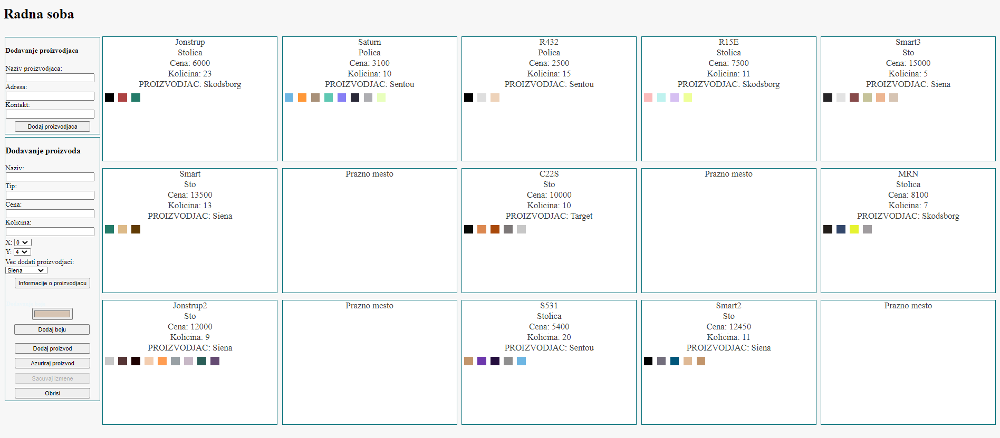 Radna soba
Dodavanje proizvodjaca
Naziv proizvodjaca:
Adresa:
Kontakt:
Dodaj proizvodjaca
Dodavanje proizvoda
Naziv:
Tip:
Cena:
Kolicina:
X: 0
Y: 4
Vec dodati proizvodjaci:
Siena
Informacije o proizvodjacu
Dodaj boju
Dodaj proizvod
Azuriraj proizvod
Sacuvaj izmene
Obrisi
Jonstrup
Stolica
Cena: 6000
Kolicina: 23
PROIZVODJAC: Skodsborg
Saturn
Polica
Cena: 3100
Kolicina: 10
PROIZVODJAC: Sentou
R432
Polica
Cena: 2500
Kolicina: 15
PROIZVODJAC: Sentou
R15E
Stolica
Cena: 7500
Kolicina: 11
PROIZVODJAC: Skodsborg
Smart3
Sto
Cena: 15000
Kolicina: 5
PROIZVODJAC: Siena
Smart
Sto
Cena: 13500
Kolicina: 13
PROIZVODJAC: Siena
Prazno mesto
C22S
Sto
Cena: 10000
Kolicina: 10
PROIZVODJAC: Target
Prazno mesto
MRN
Stolica
Cena: 8100
Kolicina: 7
PROIZVODJAC: Skodsborg
Jonstrup2
Sto
Cena: 12000
Kolicina: 9
PROIZVODJAC: Siena
Prazno mesto
S531
Stolica
Cena: 5400
Kolicina: 20
PROIZVODJAC: Sentou
Smart2
Sto
Cena: 12450
Kolicina: 11
PROIZVODJAC: Siena
Prazno mesto